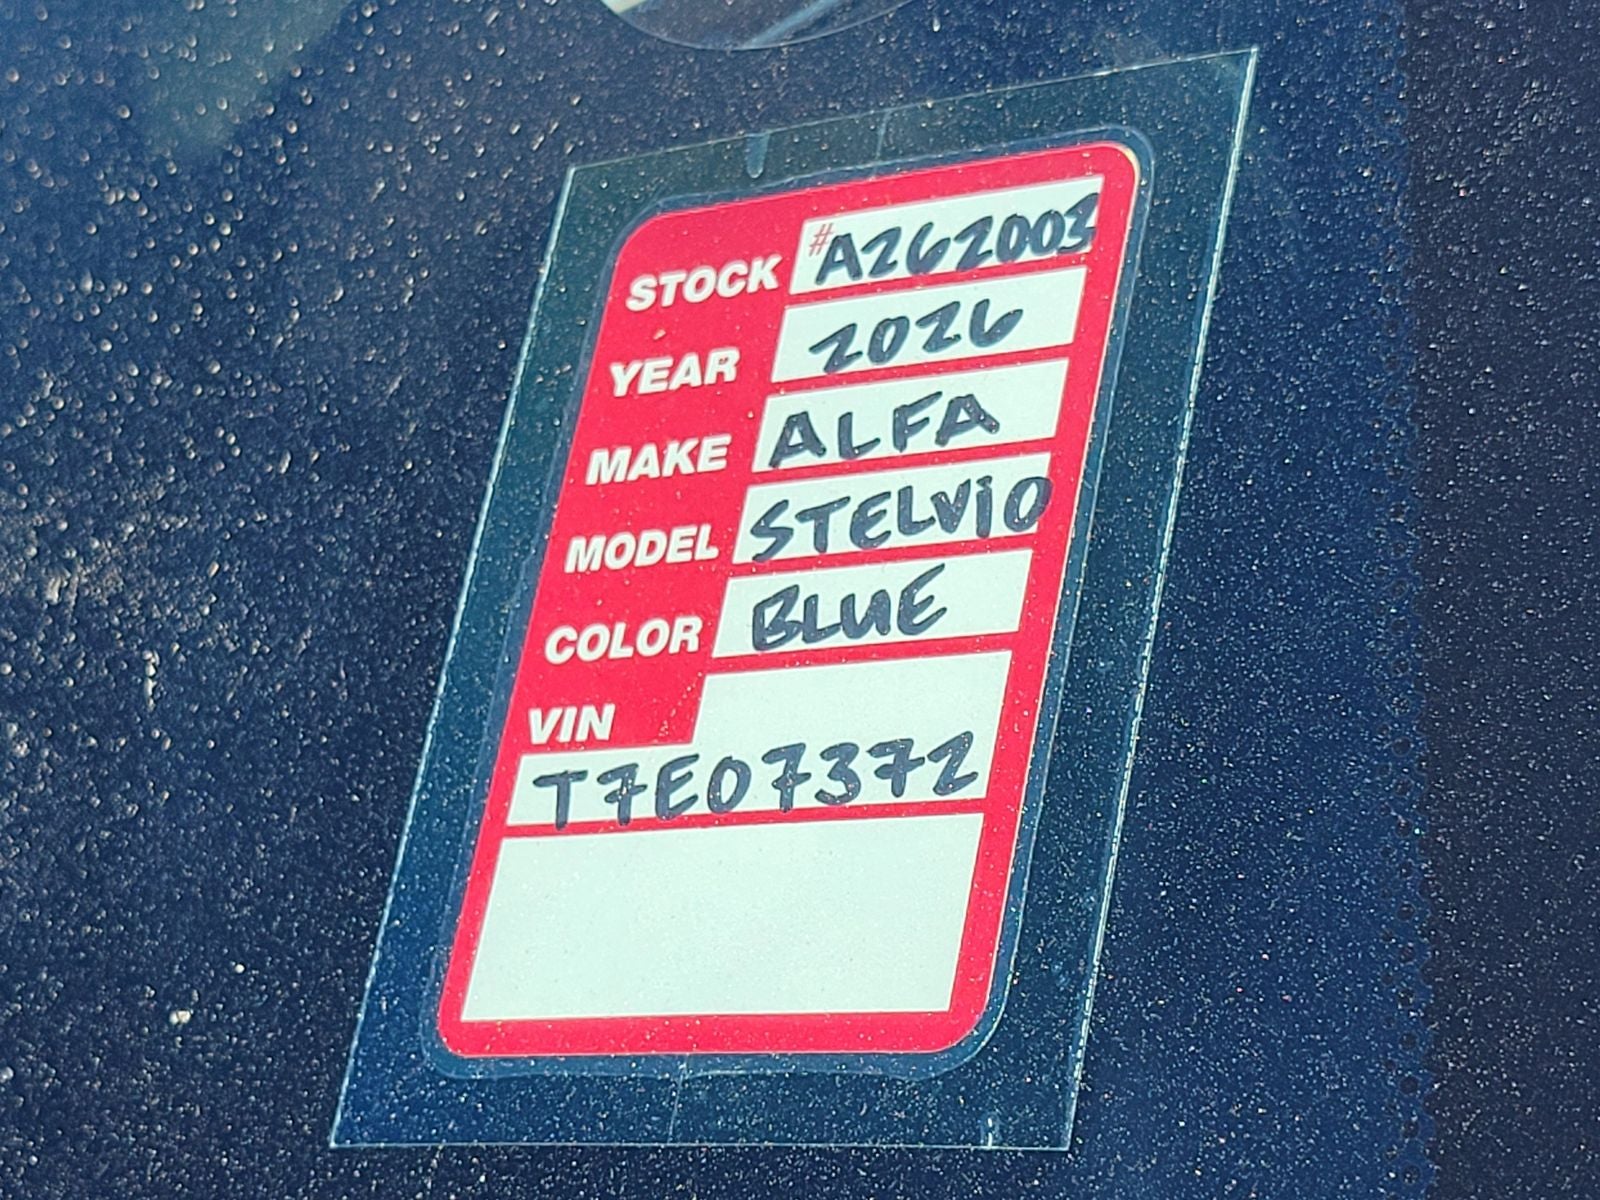 STOCK #A262003
YEAR 2026
MAKE ALFA
MODEL STELViO
COLOR BLUE
VIN
T7E07372